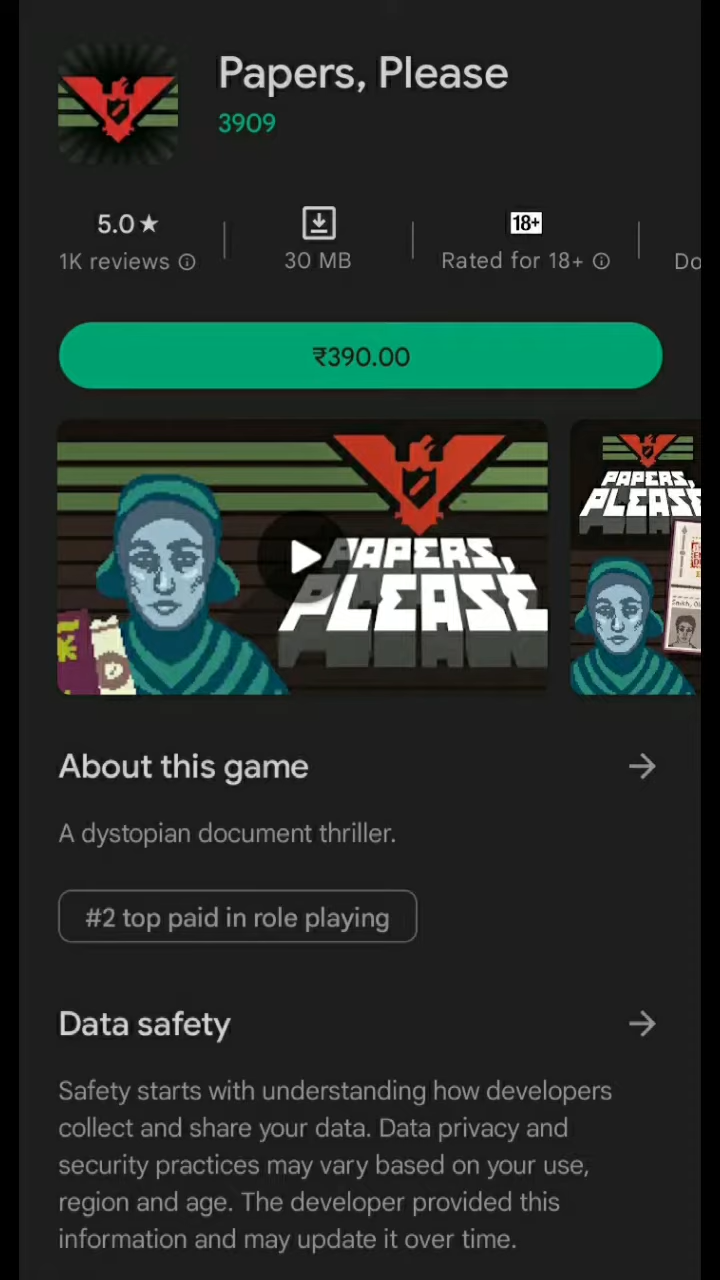 Papers, Please
3909
5.0★
1K reviews
30 MB
18+
Rated for 18+
Do
₹390.00
PAPERS,
PLEASE
PAPERS,
PLEASE
About this game
A dystopian document thriller.
#2 top paid in role playing
Data safety
Safety starts with understanding how developers
collect and share your data. Data privacy and
security practices may vary based on your use,
region and age. The developer provided this
information and may update it over time.